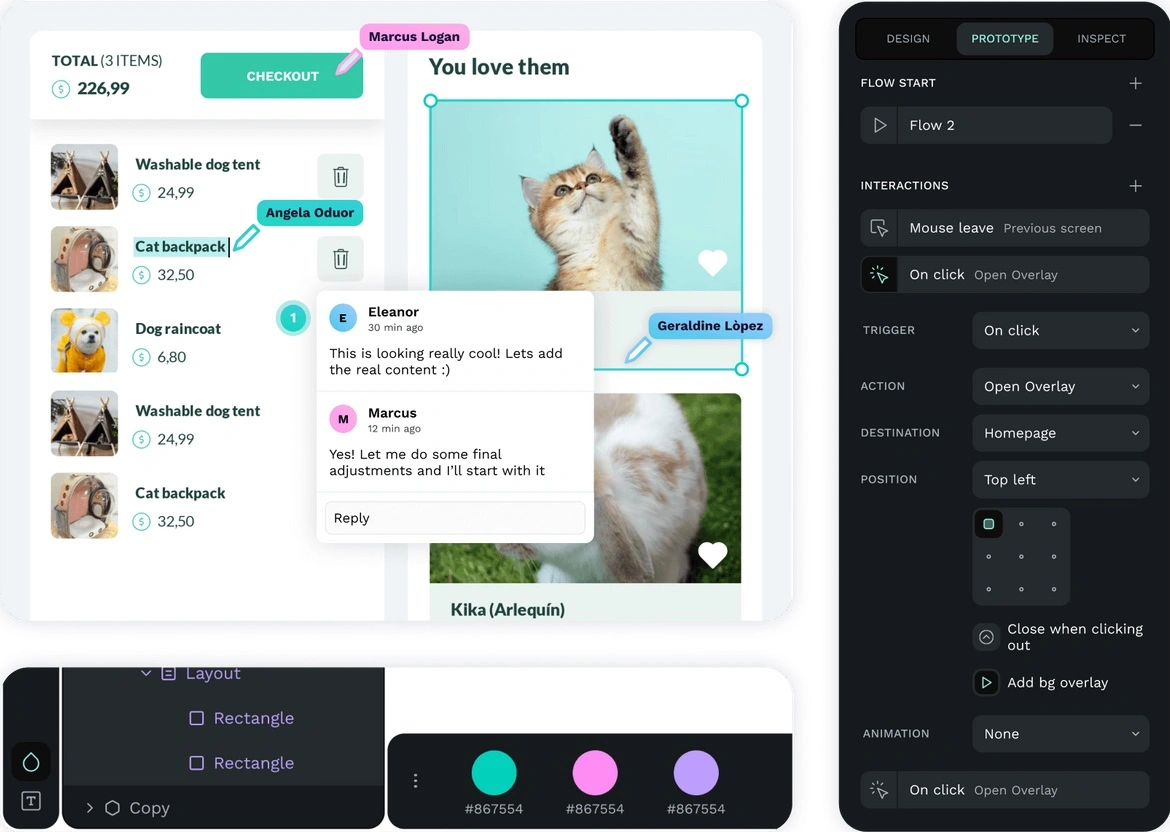 Marcus Logan
TOTAL (3 ITEMS)
$ 226,99
CHECKOUT
Washable dog tent
$ 24,99
Angela Oduor
Cat backpack
$ 32,50
Dog raincoat
$ 6,80
Washable dog tent
$ 24,99
Cat backpack
$ 32,50
You love them
Geraldine Lòpez
1
E
Eleanor
30 min ago
This is looking really cool! Lets add
the real content :)
M
Marcus
12 min ago
Yes! Let me do some final
adjustments and I’ll start with it
Reply
Kika (Arlequín)
T
Layout
Rectangle
Rectangle
Copy
#867554
#867554
#867554
DESIGN
PROTOTYPE
INSPECT
FLOW START
Flow 2
INTERACTIONS
Mouse leave Previous screen
On click Open Overlay
TRIGGER
On click
ACTION
Open Overlay
DESTINATION
Homepage
POSITION
Top left
Close when clicking
out
Add bg overlay
ANIMATION
None
On click Open Overlay